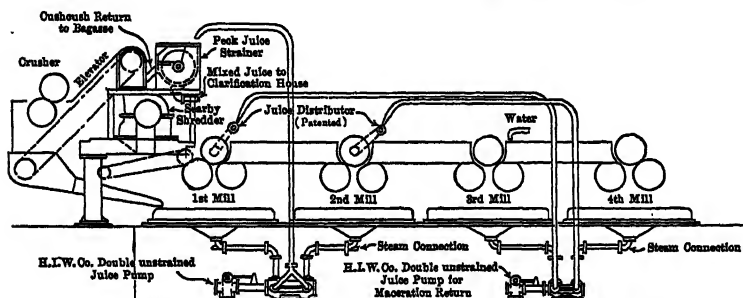 Cushcush Return
to Bagasse
Peck Juice
Strainer
Crusher
Elevator
Mixed Juice to
Clarification House
Searby
Shredder
Juice Distributor
(Patented)
Water
1st Mill
2nd Mill
3rd Mill
4th Mill
Steam Connection
Steam Connection
H.I.W. Co. Double unstrained
Juice Pump
H.I.W. Co. Double unstrained
Juice Pump for
Maceration Return